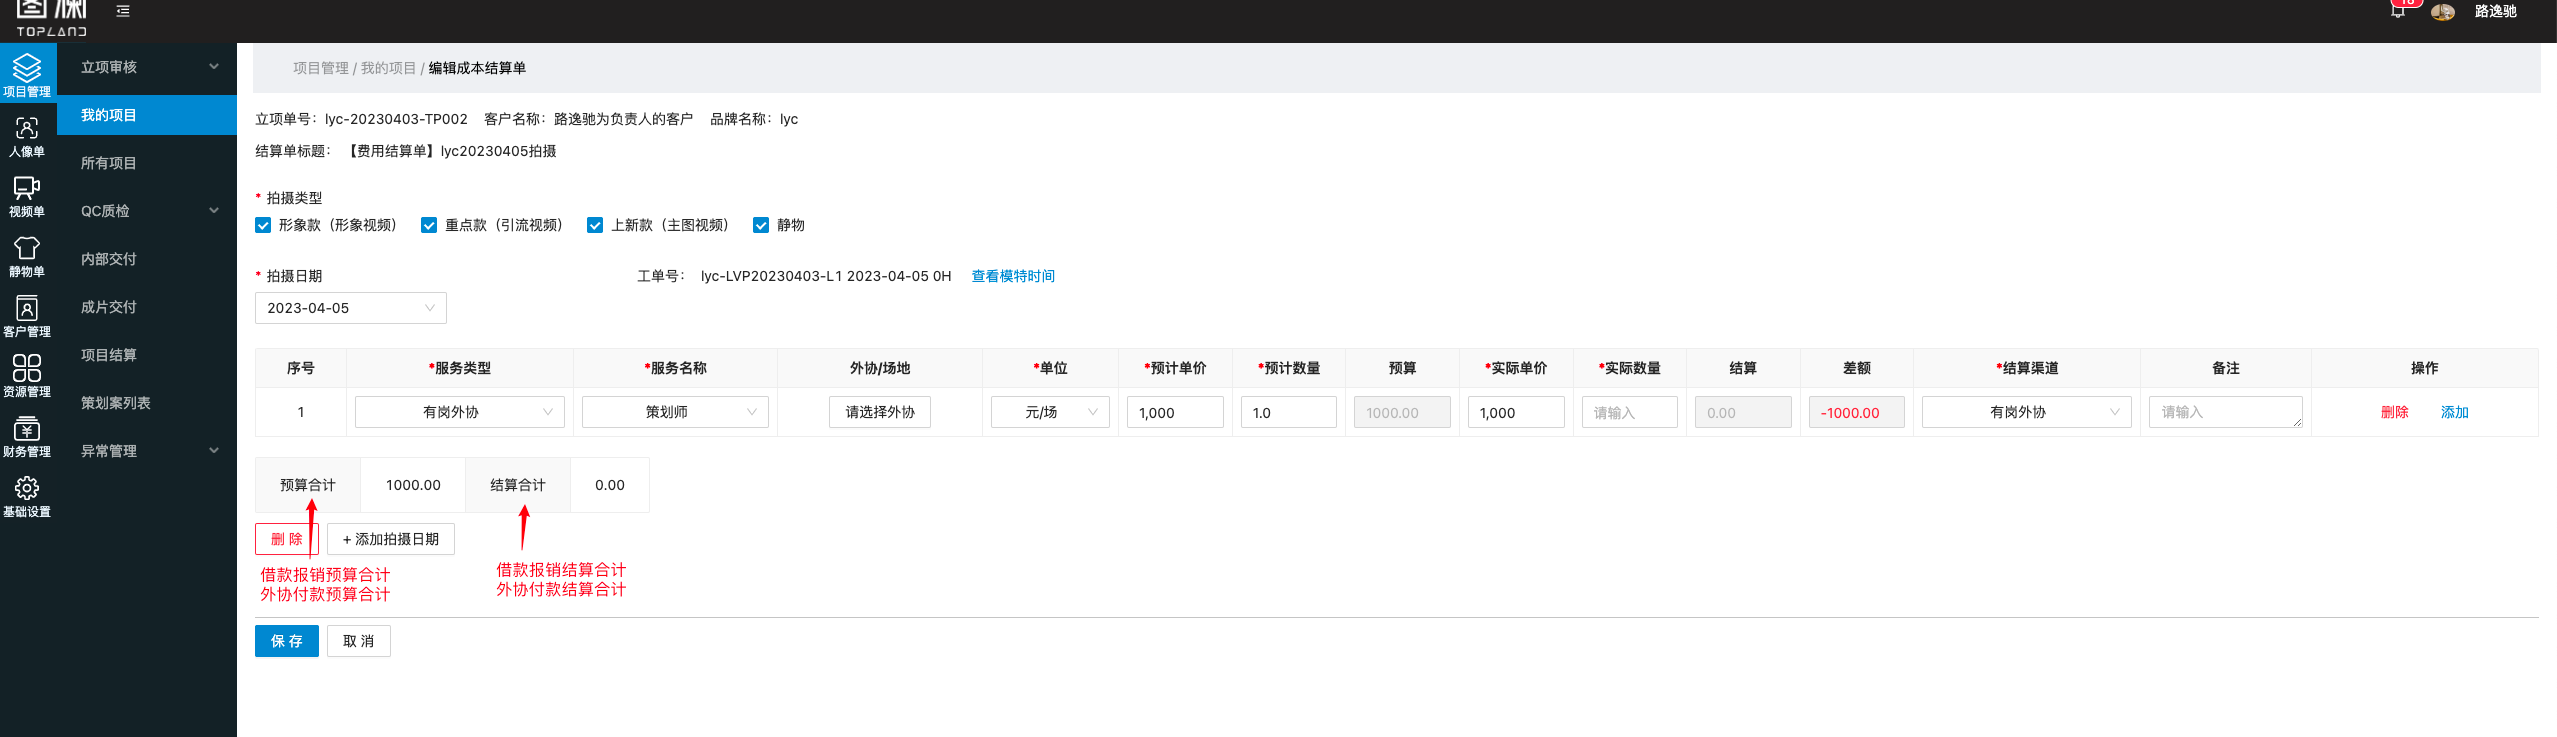 图澜
TOPLAND
18
路逸驰
项目管理
人像单
视频单
静物单
客户管理
资源管理
财务管理
基础设置
立项审核
我的项目
所有项目
QC质检
内部交付
成片交付
项目结算
策划案列表
异常管理
项目管理 / 我的项目 / 编辑成本结算单
立项单号：lyc-20230403-TP002 客户名称：路逸驰为负责人的客户 品牌名称：lyc
结算单标题：【费用结算单】lyc20230405拍摄
* 拍摄类型
形象款（形象视频） 重点款（引流视频） 上新款（主图视频） 静物
* 拍摄日期 工单号： lyc-LVP20230403-L1 2023-04-05 0H 查看模特时间
2023-04-05
序号 *服务类型 *服务名称 外协/场地 *单位 *预计单价 *预计数量 预算 *实际单价 *实际数量 结算 差额 *结算渠道 备注 操作
1 有岗外协 策划师 请选择外协 元/场 1,000 1.0 1000.00 1,000 请输入 0.00 -1000.00 有岗外协 请输入 删除 添加
预算合计 1000.00 结算合计 0.00
删 除 + 添加拍摄日期
借款报销预算合计
外协付款预算合计
借款报销结算合计
外协付款结算合计
保 存 取 消